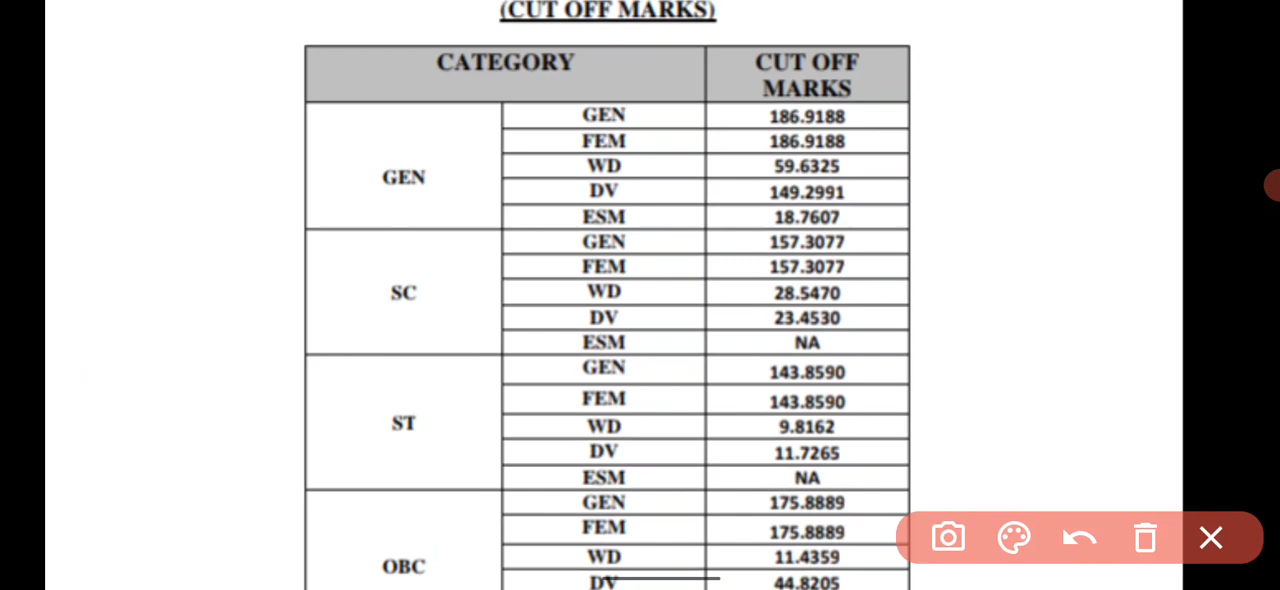 (CUT OFF MARKS)
CATEGORY CUT OFF MARKS
GEN GEN 186.9188
FEM 186.9188
WD 59.6325
DV 149.2991
ESM 18.7607
SC GEN 157.3077
FEM 157.3077
WD 28.5470
DV 23.4530
ESM NA
ST GEN 143.8590
FEM 143.8590
WD 9.8162
DV 11.7265
ESM NA
OBC GEN 175.8889
FEM 175.8889
WD 11.4359
DV 44.8205